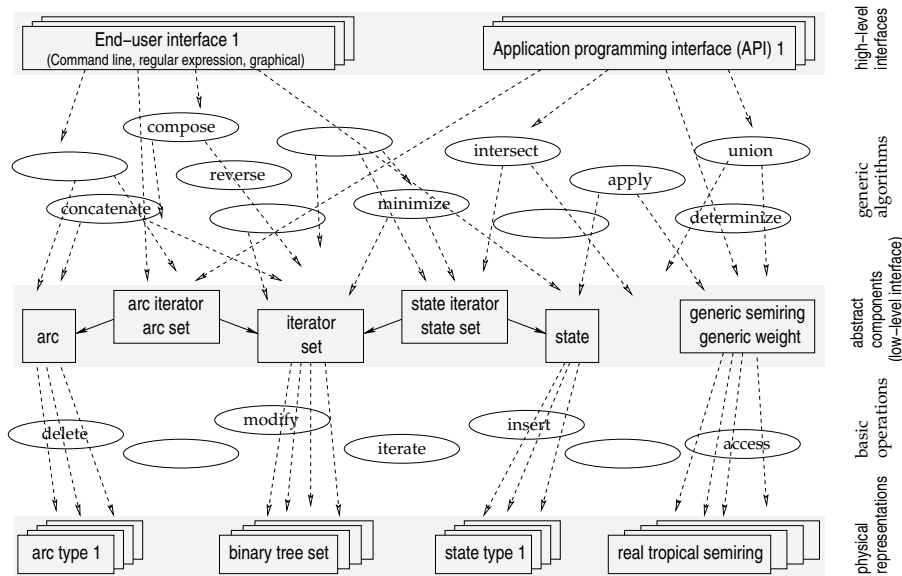 End−user interface 1
(Command line, regular expression, graphical)
Application programming interface (API) 1
high−level
interfaces
compose
intersect
union
reverse
apply
concatenate
minimize
determinize
generic
algorithms
arc iterator
arc set
state iterator
state set
arc
iterator
set
state
generic semiring
generic weight
abstract
components
(low−level interface)
delete
modify
iterate
insert
access
basic
operations
arc type 1
binary tree set
state type 1
real tropical semiring
physical
representations